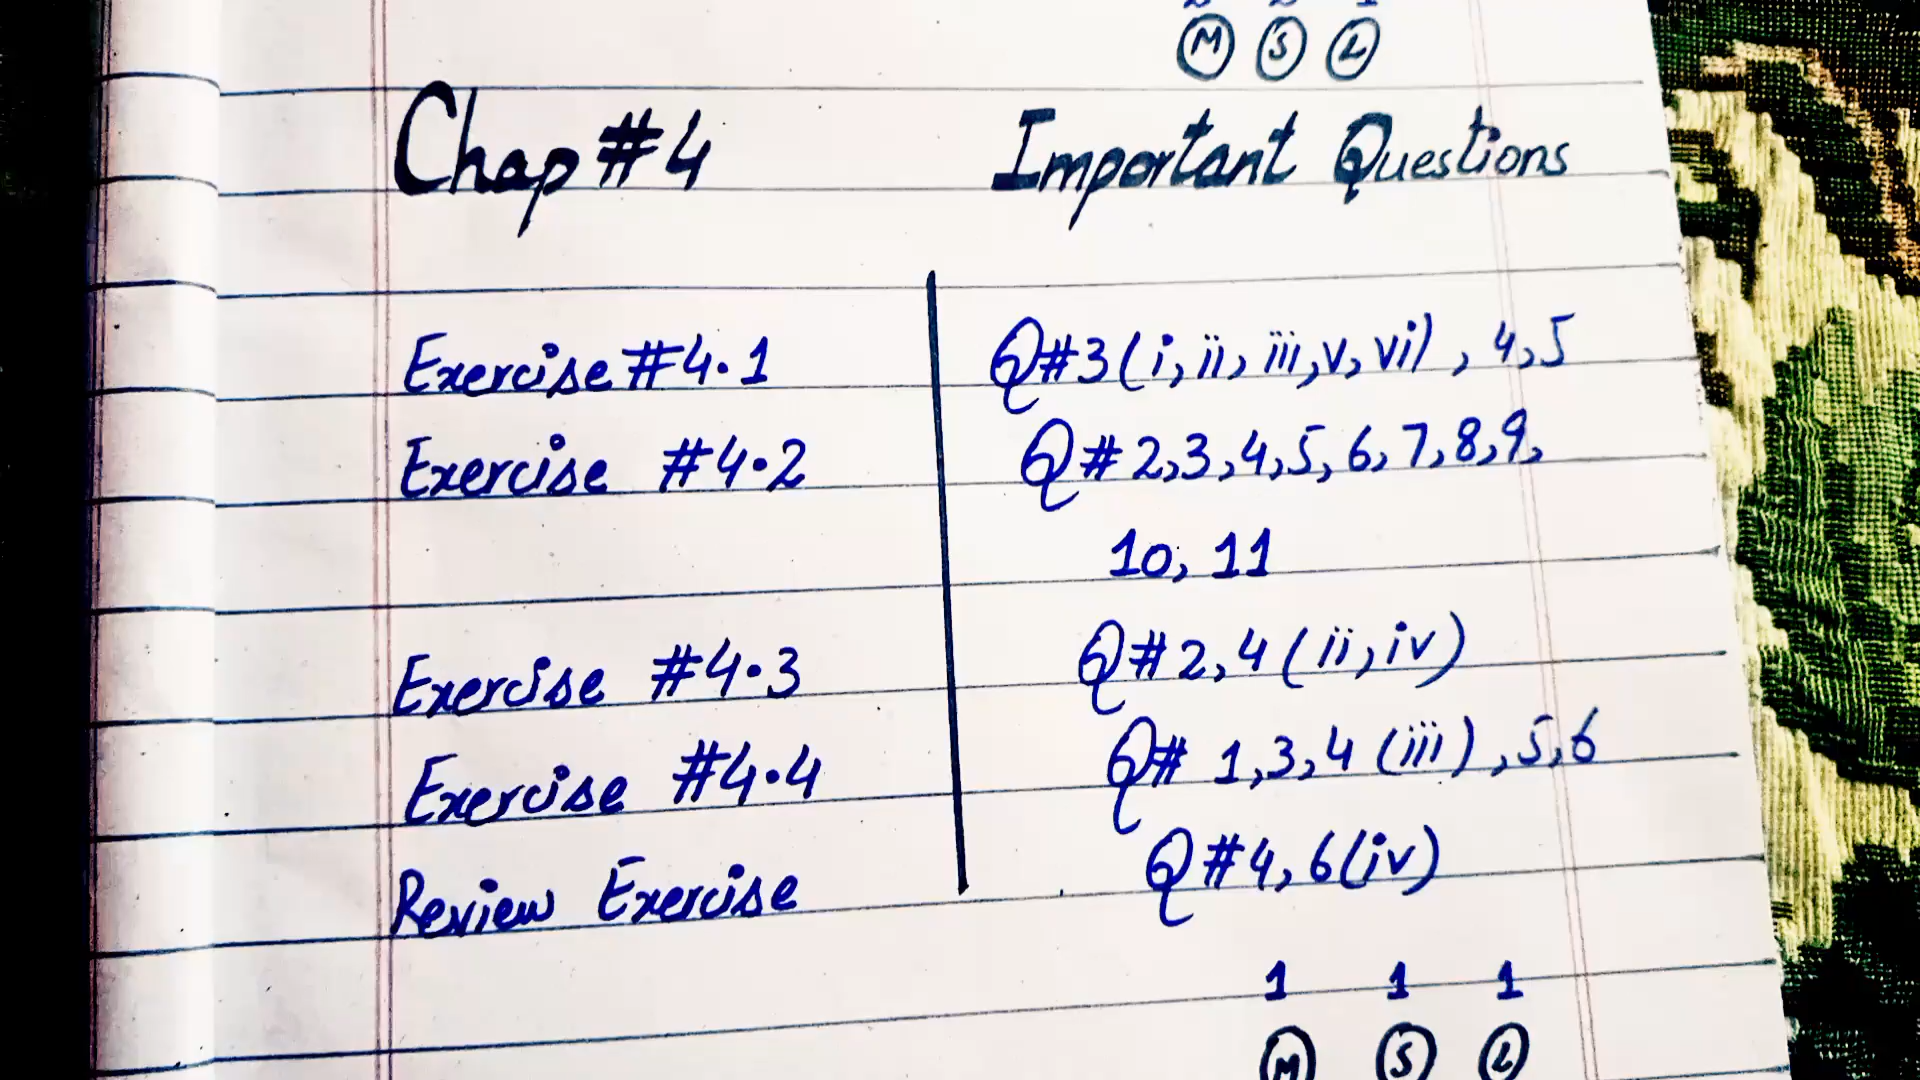 M S L
Chap #4 Important Questions
Exercise #4.1 Q#3(i, ii, iii, v, vi), 4,5
Exercise #4.2 Q#2,3,4,5,6,7,8,9,
10, 11
Exercise #4.3 Q#2,4(ii, iv)
Exercise #4.4 Q# 1,3,4 (iii),5,6
Review Exercise Q#4,6(iv)
1 1 1
M S L